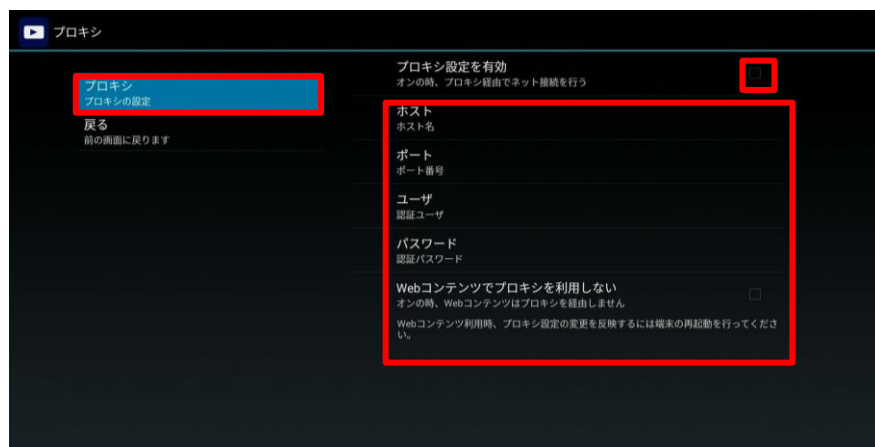 プロキシ
プロキシ
プロキシの設定
戻る
前の画面に戻ります
プロキシ設定を有効
オンの時、プロキシ経由でネット接続を行う
ホスト
ホスト名
ポート
ポート番号
ユーザ
認証ユーザ
パスワード
認証パスワード
Webコンテンツでプロキシを利用しない
オンの時、Webコンテンツはプロキシを経由しません
Webコンテンツ利用時、プロキシ設定の変更を反映するには端末の再起動を行ってくださ
い。